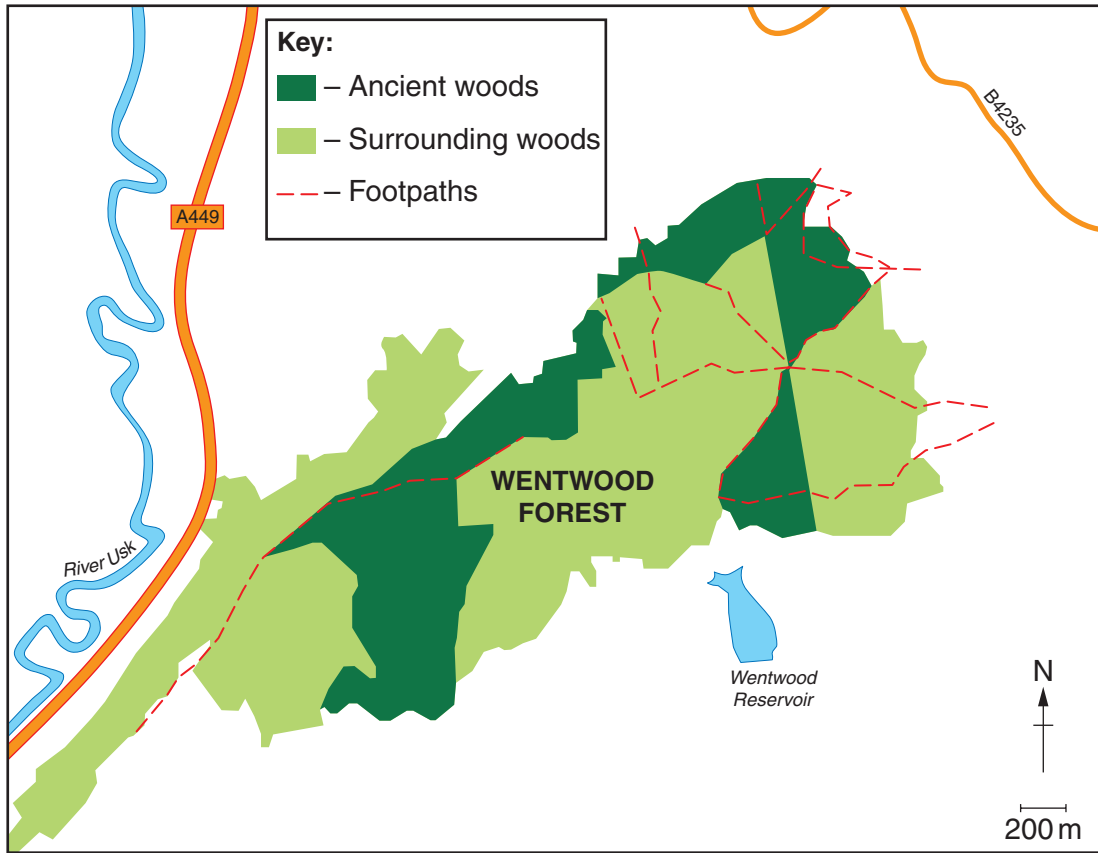 Key:
– Ancient woods
– Surrounding woods
– Footpaths
A449
B4235
River Usk
WENTWOOD
FOREST
Wentwood
Reservoir
N
200 m